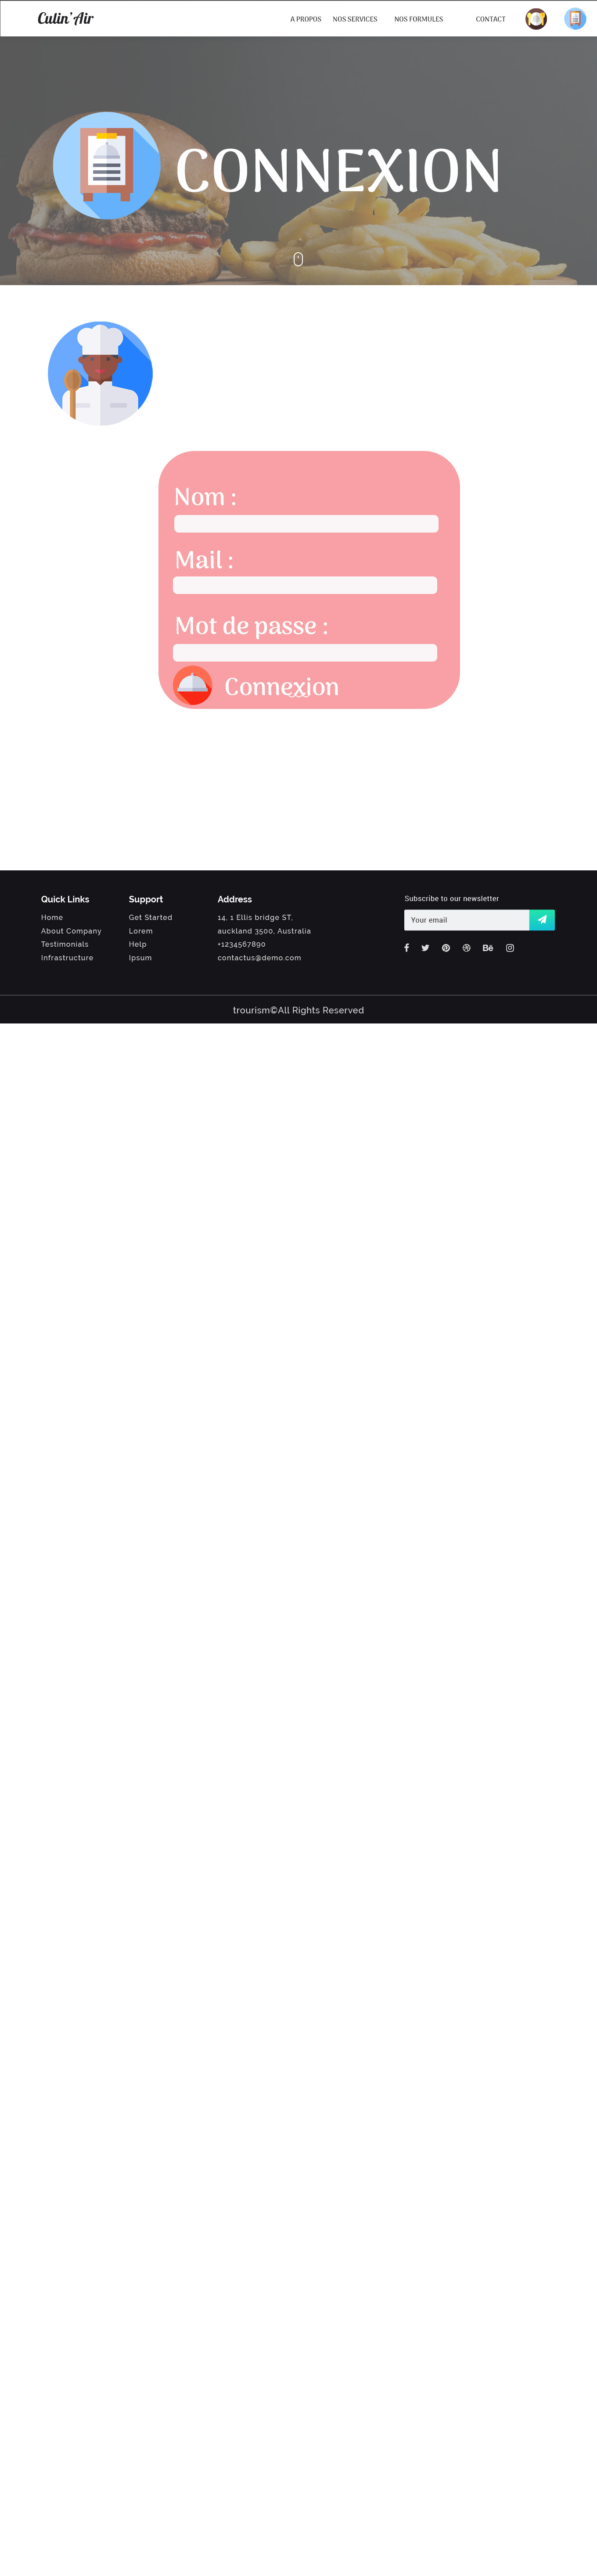 Culin'Air
A PROPOS
NOS SERVICES
NOS FORMULES
CONTACT
CONNEXION
Nom :
Mail :
Mot de passe :
Connexion
Quick Links
Home
About Company
Testimonials
Infrastructure
Support
Get Started
Lorem
Help
Ipsum
Address
14, 1 Ellis bridge ST,
auckland 3500, Australia
+1234567890
contactus@demo.com
Subscribe to our newsletter
Your email
trourism©All Rights Reserved